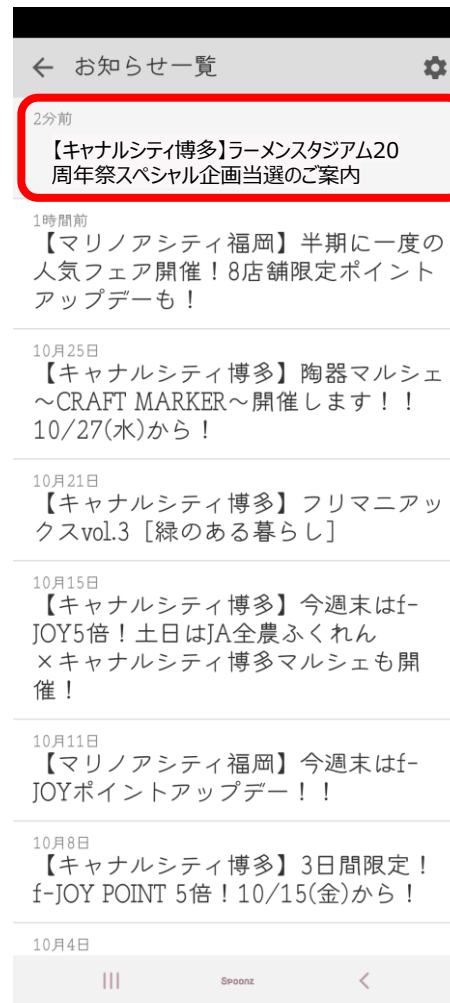 お知らせ一覧
2分前
【キャナルシティ博多】ラーメンスタジアム20
周年祭スペシャル企画当選のご案内
1時間前
【マリノアシティ福岡】半期に一度の
人気フェア開催！8店舗限定ポイント
アップデーも！
10月25日
【キャナルシティ博多】陶器マルシェ
～CRAFT MARKER～開催します！！
10/27(水)から！
10月21日
【キャナルシティ博多】フリマニアッ
クスvol.3［緑のある暮らし］
10月15日
【キャナルシティ博多】今週末はf-
JOY5倍！土日はJA全農ふくれん
×キャナルシティ博多マルシェも開
催！
10月11日
【マリノアシティ福岡】今週末はf-
JOYポイントアップデー！！
10月8日
【キャナルシティ博多】3日間限定！
f-JOY POINT 5倍！10/15(金)から！
10月4日
Spoonz